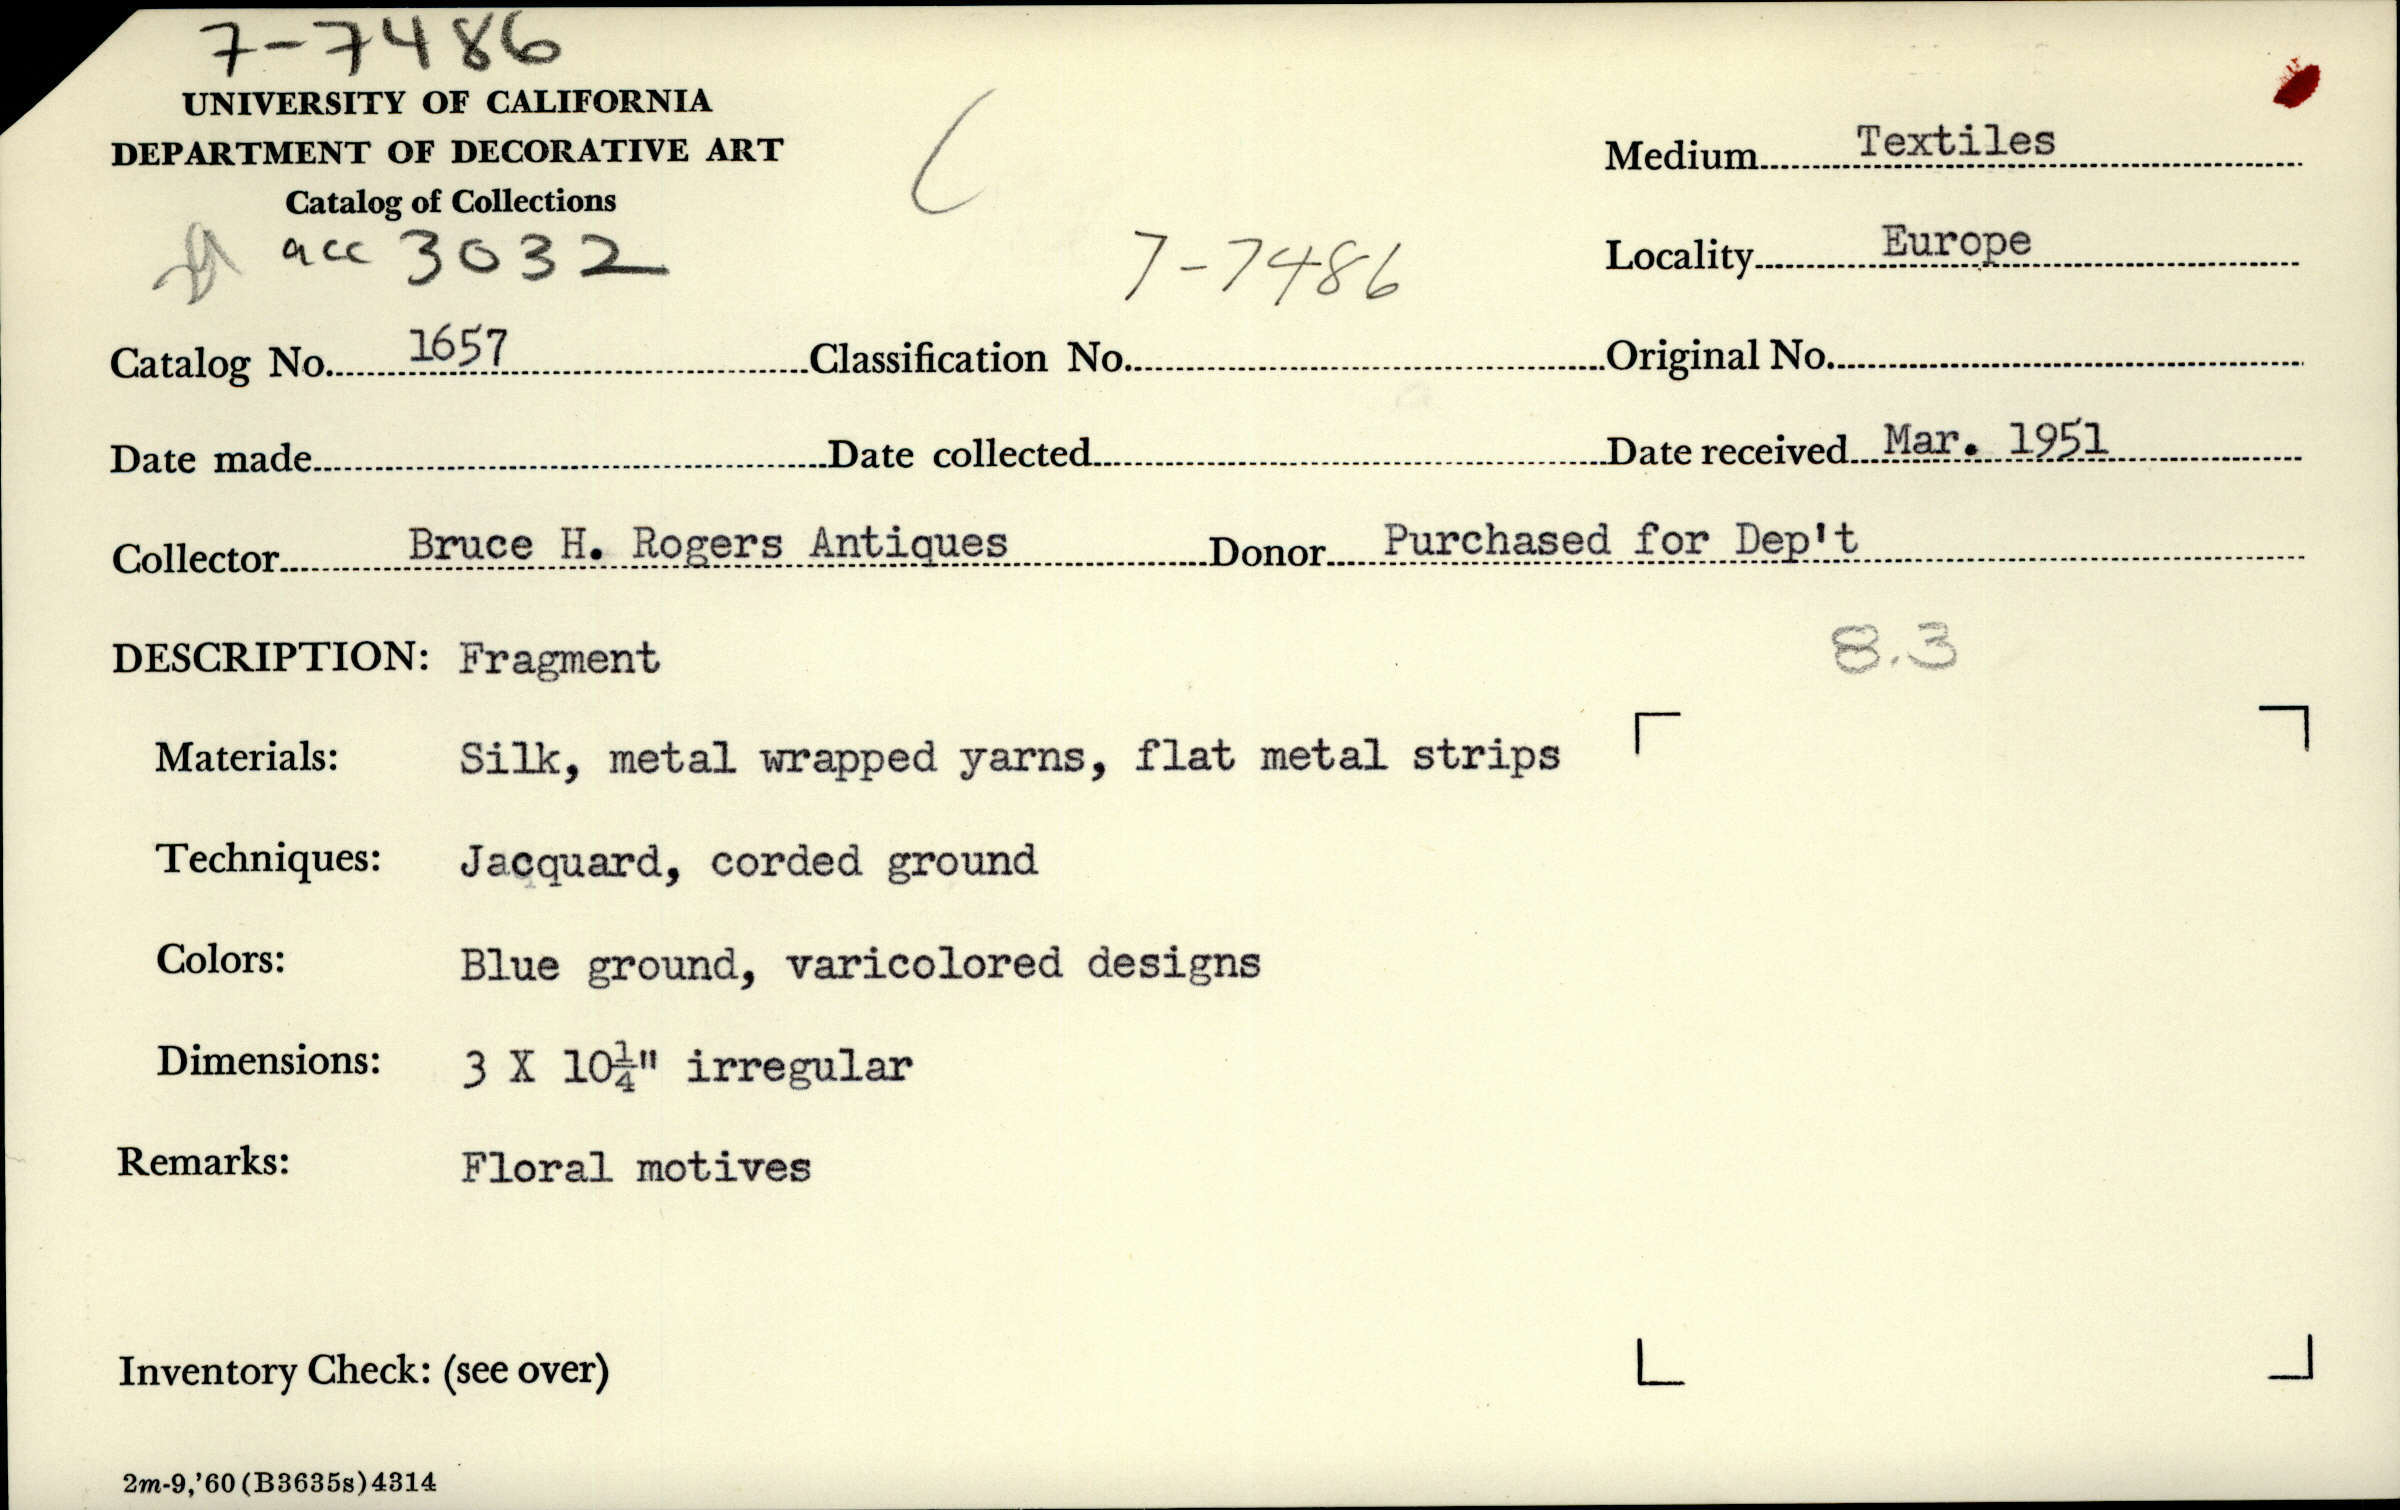 7-7486
UNIVERSITY OF CALIFORNIA
DEPARTMENT OF DECORATIVE ART
Catalog of Collections
acc 3032
7-7486
Medium Textiles
Locality Europe
Catalog No. 1657 Classification No. Original No.
Date made Date collected Date received Mar. 1951
Collector Bruce H. Rogers Antiques Donor Purchased for Dep't
DESCRIPTION: Fragment
8.3
Materials: Silk, metal wrapped yarns, flat metal strips
Techniques: Jacquard, corded ground
Colors: Blue ground, varicolored designs
Dimensions: 3 X 10¼" irregular
Remarks: Floral motives
Inventory Check: (see over)
2m-9,'60(B3635s)4314